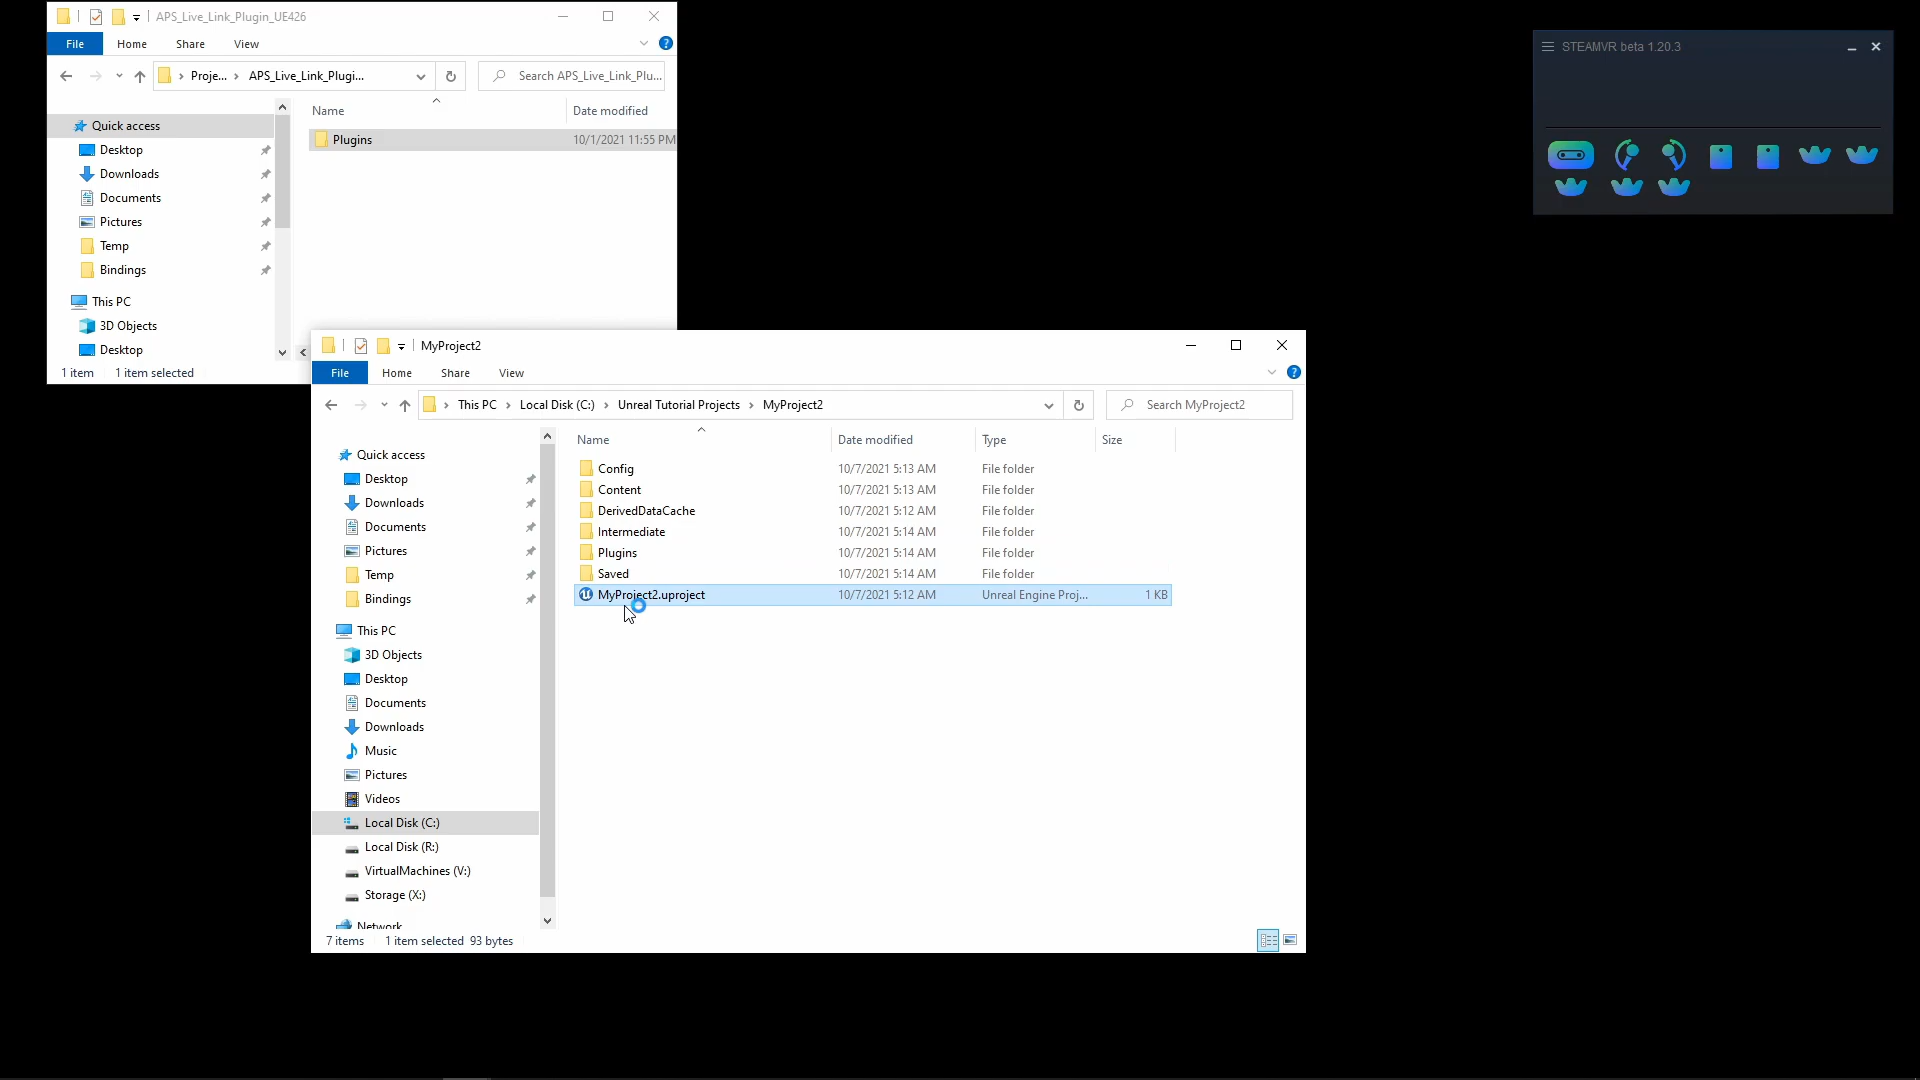 APS_Live_Link_Plugin_UE426
File Home Share View
Proje... APS_Live_Link_Plugi... Search APS_Live_Link_Plu...
Name Date modified
Quick access
Desktop
Downloads
Documents
Pictures
Temp
Bindings
This PC
3D Objects
Desktop
Plugins 10/1/2021 11:55 PM
1 item 1 item selected
STEAMVR beta 1.20.3
MyProject2
File Home Share View
This PC Local Disk (C:) Unreal Tutorial Projects MyProject2 Search MyProject2
Quick access
Desktop
Downloads
Documents
Pictures
Temp
Bindings
This PC
3D Objects
Desktop
Documents
Downloads
Music
Pictures
Videos
Local Disk (C:)
Local Disk (R:)
VirtualMachines (V:)
Storage (X:)
Network
Name Date modified Type Size
Config 10/7/2021 5:13 AM File folder
Content 10/7/2021 5:13 AM File folder
DerivedDataCache 10/7/2021 5:12 AM File folder
Intermediate 10/7/2021 5:14 AM File folder
Plugins 10/7/2021 5:14 AM File folder
Saved 10/7/2021 5:14 AM File folder
MyProject2.uproject 10/7/2021 5:12 AM Unreal Engine Proj... 1 KB
7 items 1 item selected 93 bytes